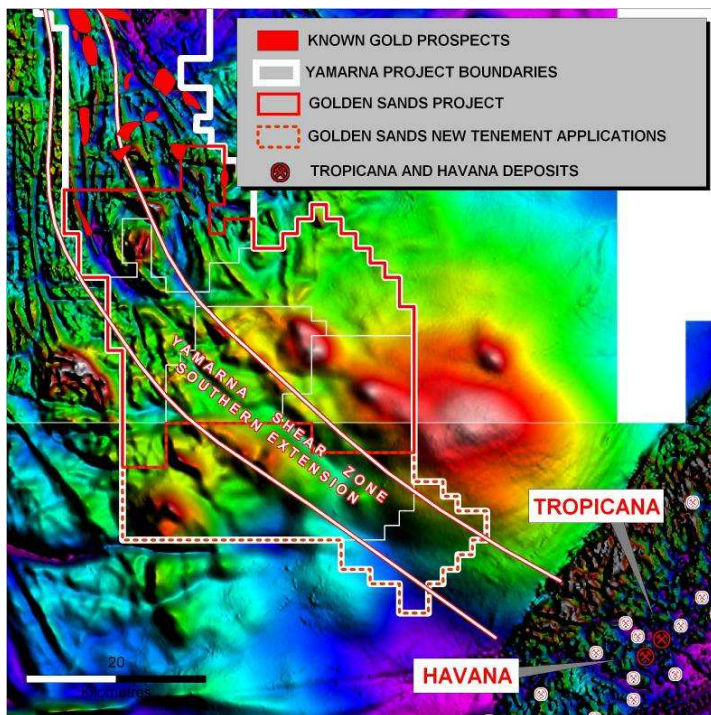 KNOWN GOLD PROSPECTS
YAMARNA PROJECT BOUNDARIES
GOLDEN SANDS PROJECT
GOLDEN SANDS NEW TENEMENT APPLICATIONS
TROPICANA AND HAVANA DEPOSITS
YAMARNA SHEAR ZONE
SOUTHERN EXTENSION
TROPICANA
HAVANA
20
Kilometres